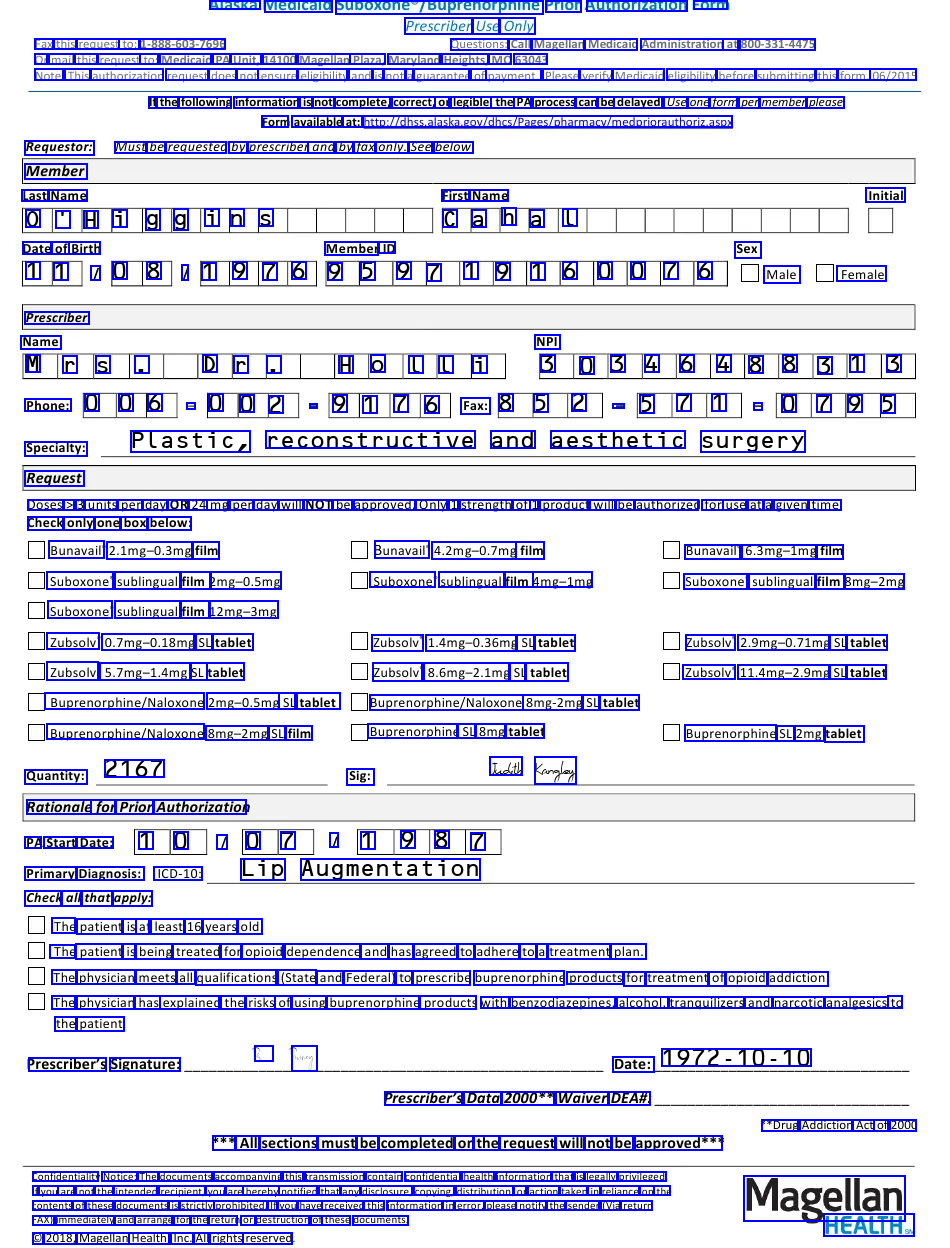 Alaska Medicaid Suboxone®/Buprenorphine Prior Authorization Form
Prescriber Use Only
Fax this request to: 1-888-603-7696 Questions: Call Magellan Medicaid Administration at 800-331-4475
Or mail this request to: Medicaid PA Unit, 14100 Magellan Plaza, Maryland Heights, MO 63043
Note: This authorization request does not ensure eligibility and is not a guarantee of payment. Please verify Medicaid eligibility before submitting this form. 06/2015
If the following information is not complete, correct, or legible the PA process can be delayed. Use one form per member please.
Form available at: http://dhss.alaska.gov/dhcs/Pages/pharmacy/medpriorauthoriz.aspx
Requestor: Must be requested by prescriber and by fax only. See below.
Member
Last Name First Name Initial
O'Higgins Cahal
Date of Birth Member ID Sex
11/08/1976 959719160076 Male Female
Prescriber
Name NPI
Mrs. Dr. Holli 30346488313
Phone: 006-002-9176 Fax: 852-571-0795
Specialty: Plastic, reconstructive and aesthetic surgery
Request
Doses > 3 units per day OR 24 mg per day will NOT be approved. Only 1 strength of 1 product will be authorized for use at a given time
Check only one box below:
Bunavail 2.1mg–0.3mg film Bunavail 4.2mg–0.7mg film Bunavail 6.3mg–1mg film
Suboxone sublingual film 2mg–0.5mg Suboxone sublingual film 4mg–1mg Suboxone sublingual film 8mg–2mg
Suboxone sublingual film 12mg–3mg
Zubsolv 0.7mg–0.18mg SL tablet Zubsolv 1.4mg–0.36mg SL tablet Zubsolv 2.9mg–0.71mg SL tablet
Zubsolv 5.7mg–1.4mg SL tablet Zubsolv 8.6mg–2.1mg SL tablet Zubsolv 11.4mg–2.9mg SL tablet
Buprenorphine/Naloxone 2mg–0.5mg SL tablet Buprenorphine/Naloxone 8mg-2mg SL tablet
Buprenorphine/Naloxone 8mg–2mg SL film Buprenorphine SL 8mg tablet Buprenorphine SL 2mg tablet
Quantity: 2167 Sig: Judith Kangley
Rationale for Prior Authorization
PA Start Date: 10/07/1987
Primary Diagnosis: ICD-10: Lip Augmentation
Check all that apply:
The patient is at least 16 years old.
The patient is being treated for opioid dependence and has agreed to adhere to a treatment plan.
The physician meets all qualifications (State and Federal) to prescribe buprenorphine products for treatment of opioid addiction.
The physician has explained the risks of using buprenorphine products with benzodiazepines, alcohol, tranquilizers and narcotic analgesics to
the patient.
Prescriber's Signature: Date: 1972-10-10
Prescriber's Data 2000** Waiver DEA#:
**Drug Addiction Act of 2000
*** All sections must be completed or the request will not be approved***
Confidentiality Notice: The documents accompanying this transmission contain confidential health information that is legally privileged.
If you are not the intended recipient, you are hereby notified that any disclosure, copying, distribution or action taken in reliance on the
contents of these documents is strictly prohibited. If you have received this information in error, please notify the sender (Via return
FAX) immediately and arrange for the return or destruction of these documents.
© 2018, Magellan Health, Inc. All rights reserved.
Magellan
HEALTH SM